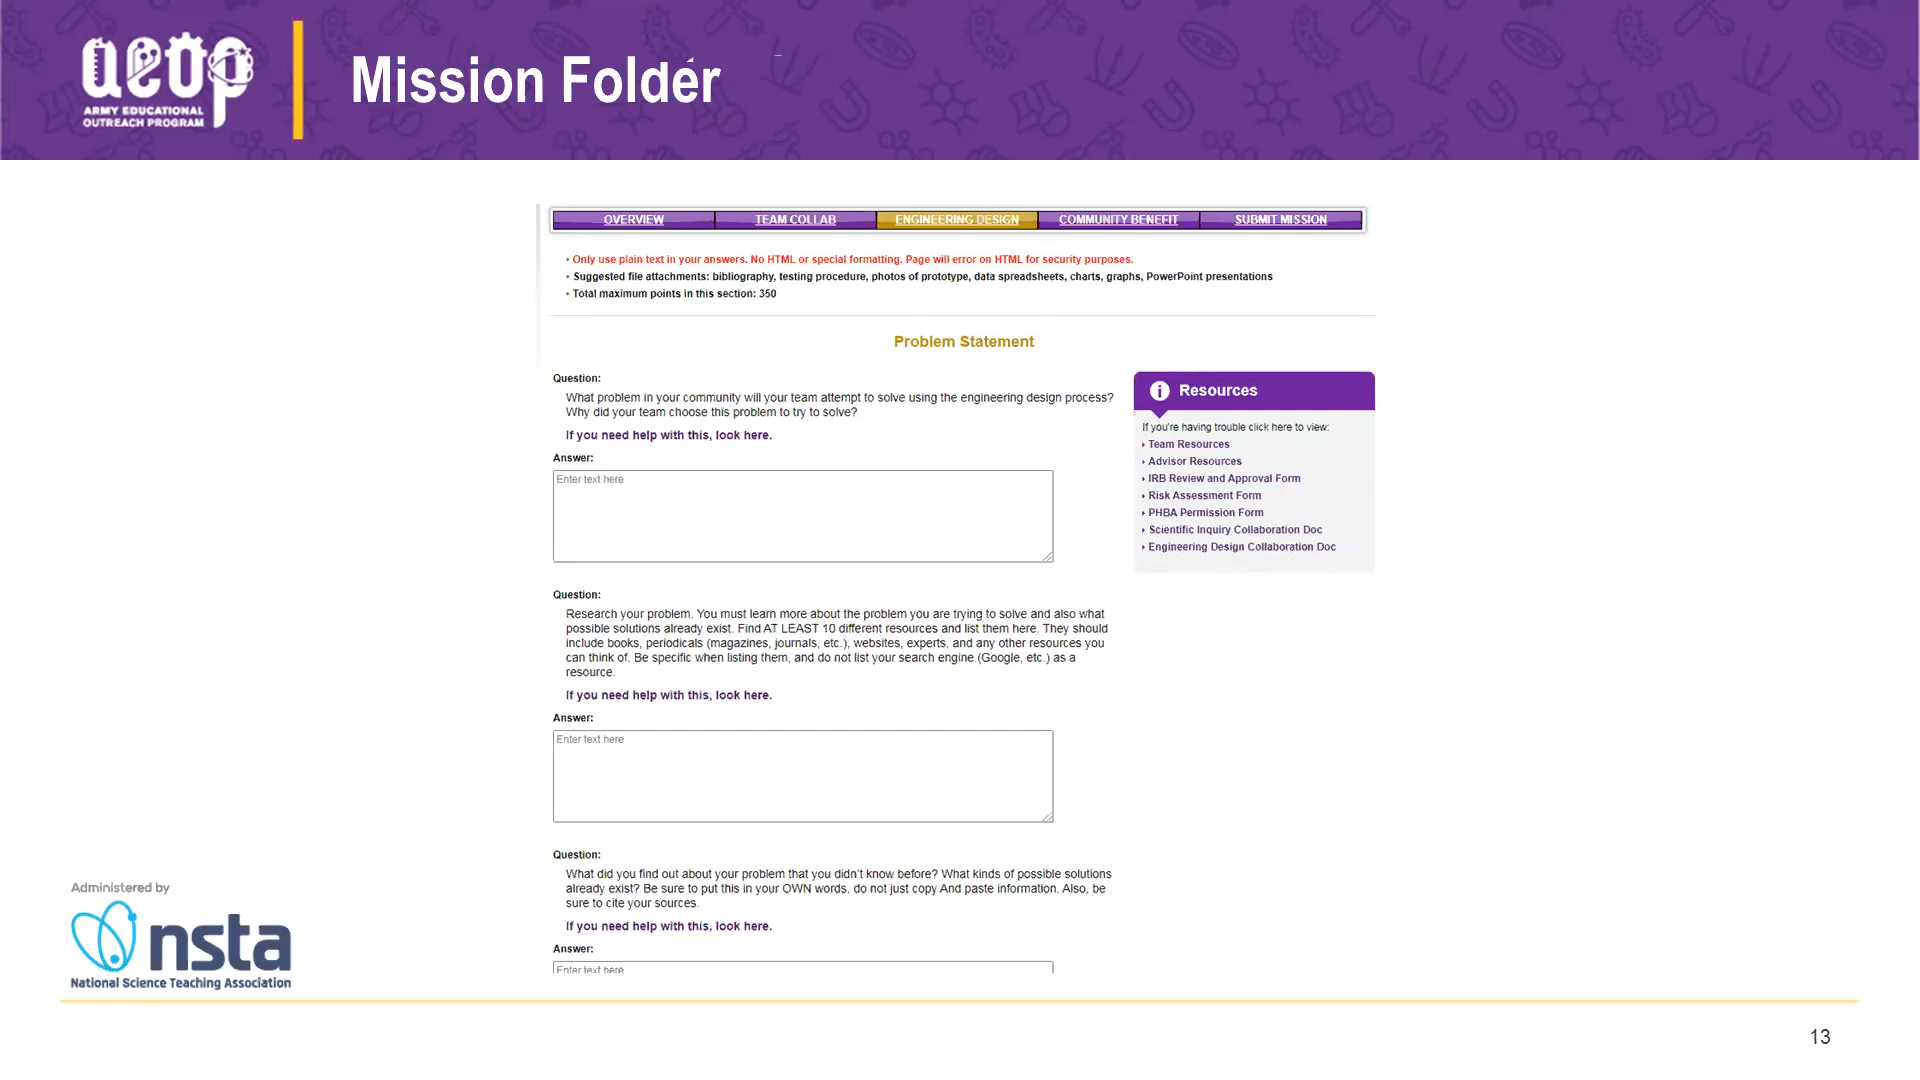 aeop
ARMY EDUCATIONAL
OUTREACH PROGRAM
Mission Folder
OVERVIEW TEAM COLLAB ENGINEERING DESIGN COMMUNITY BENEFIT SUBMIT MISSION
Only use plain text in your answers. No HTML or special formatting. Page will error on HTML for security purposes.
Suggested file attachments: bibliography, testing procedure, photos of prototype, data spreadsheets, charts, graphs, PowerPoint presentations
Total maximum points in this section: 350
Problem Statement
Question:
What problem in your community will your team attempt to solve using the engineering design process?
Why did your team choose this problem to try to solve?
If you need help with this, look here.
Answer:
Enter text here
Resources
If you're having trouble click here to view:
Team Resources
Advisor Resources
IRB Review and Approval Form
Risk Assessment Form
PHBA Permission Form
Scientific Inquiry Collaboration Doc
Engineering Design Collaboration Doc
Question:
Research your problem. You must learn more about the problem you are trying to solve and also what
possible solutions already exist. Find AT LEAST 10 different resources and list them here. They should
include books, periodicals (magazines, journals, etc.), websites, experts, and any other resources you
can think of. Be specific when listing them, and do not list your search engine (Google, etc.) as a
resource.
If you need help with this, look here.
Answer:
Enter text here
Question:
What did you find out about your problem that you didn't know before? What kinds of possible solutions
already exist? Be sure to put this in your OWN words, do not just copy And paste information. Also, be
sure to cite your sources.
If you need help with this, look here.
Answer:
Enter text here
Administered by
nsta
National Science Teaching Association
13